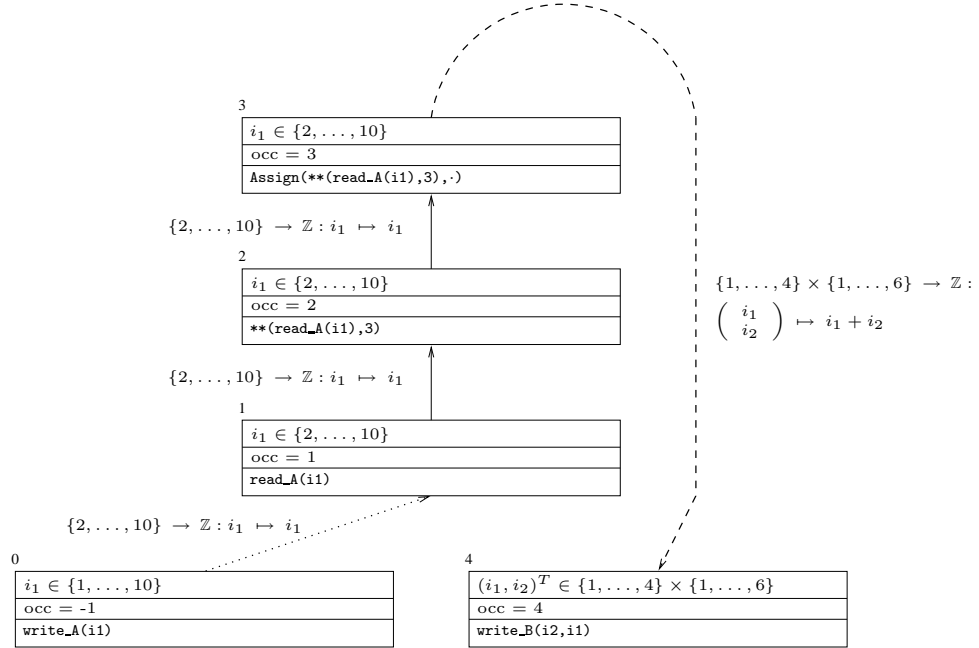 3
i₁ ∈ {2, . . . , 10}
occ = 3
Assign(**(read_A(i1),3),·)
{2, . . . , 10} → ℤ : i₁ ↦ i₁
2
i₁ ∈ {2, . . . , 10}
occ = 2
**(read_A(i1),3)
{1, . . . , 4} × {1, . . . , 6} → ℤ :
( i₁ i₂ ) ↦ i₁ + i₂
{2, . . . , 10} → ℤ : i₁ ↦ i₁
1
i₁ ∈ {2, . . . , 10}
occ = 1
read_A(i1)
{2, . . . , 10} → ℤ : i₁ ↦ i₁
0
i₁ ∈ {1, . . . , 10}
occ = -1
write_A(i1)
4
(i₁, i₂)ᵀ ∈ {1, . . . , 4} × {1, . . . , 6}
occ = 4
write_B(i2,i1)